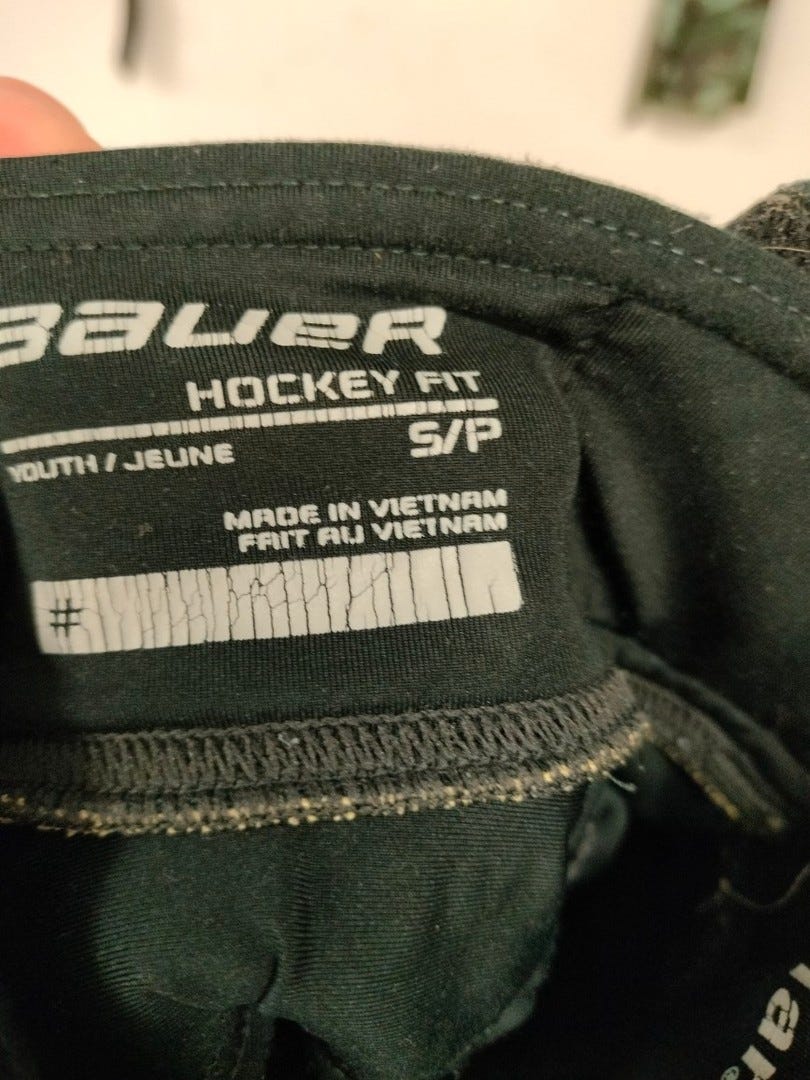 BAUER
HOCKEY FIT
S/P
YOUTH / JEUNE
MADE IN VIETNAM
FAIT AU VIETNAM
#